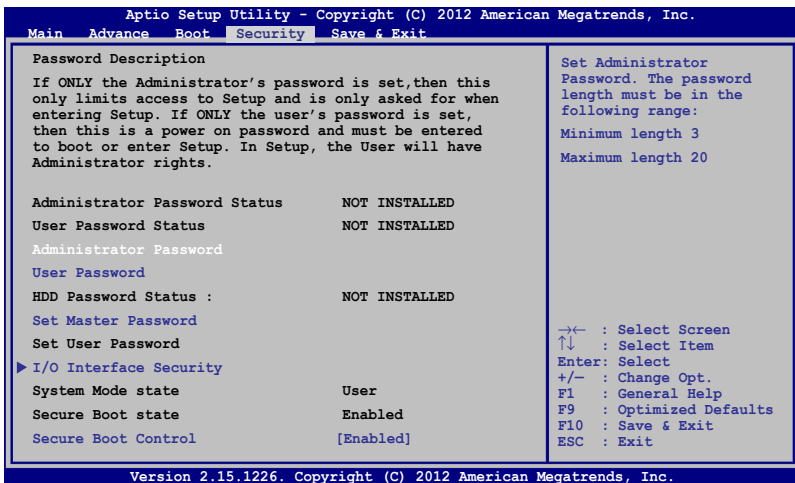 Aptio Setup Utility - Copyright (C) 2012 American Megatrends, Inc.
Main Advance Boot Security Save & Exit
Password Description
If ONLY the Administrator's password is set,then this
only limits access to Setup and is only asked for when
entering Setup. If ONLY the user's password is set,
then this is a power on password and must be entered
to boot or enter Setup. In Setup, the User will have
Administrator rights.
Administrator Password Status NOT INSTALLED
User Password Status NOT INSTALLED
Administrator Password
User Password
HDD Password Status : NOT INSTALLED
Set Master Password
Set User Password
I/O Interface Security
System Mode state User
Secure Boot state Enabled
Secure Boot Control [Enabled]
Set Administrator
Password. The password
length must be in the
following range:
Minimum length 3
Maximum length 20
→← : Select Screen
↑↓ : Select Item
Enter: Select
+/— : Change Opt.
F1 : General Help
F9 : Optimized Defaults
F10 : Save & Exit
ESC : Exit
Version 2.15.1226. Copyright (C) 2012 American Megatrends, Inc.